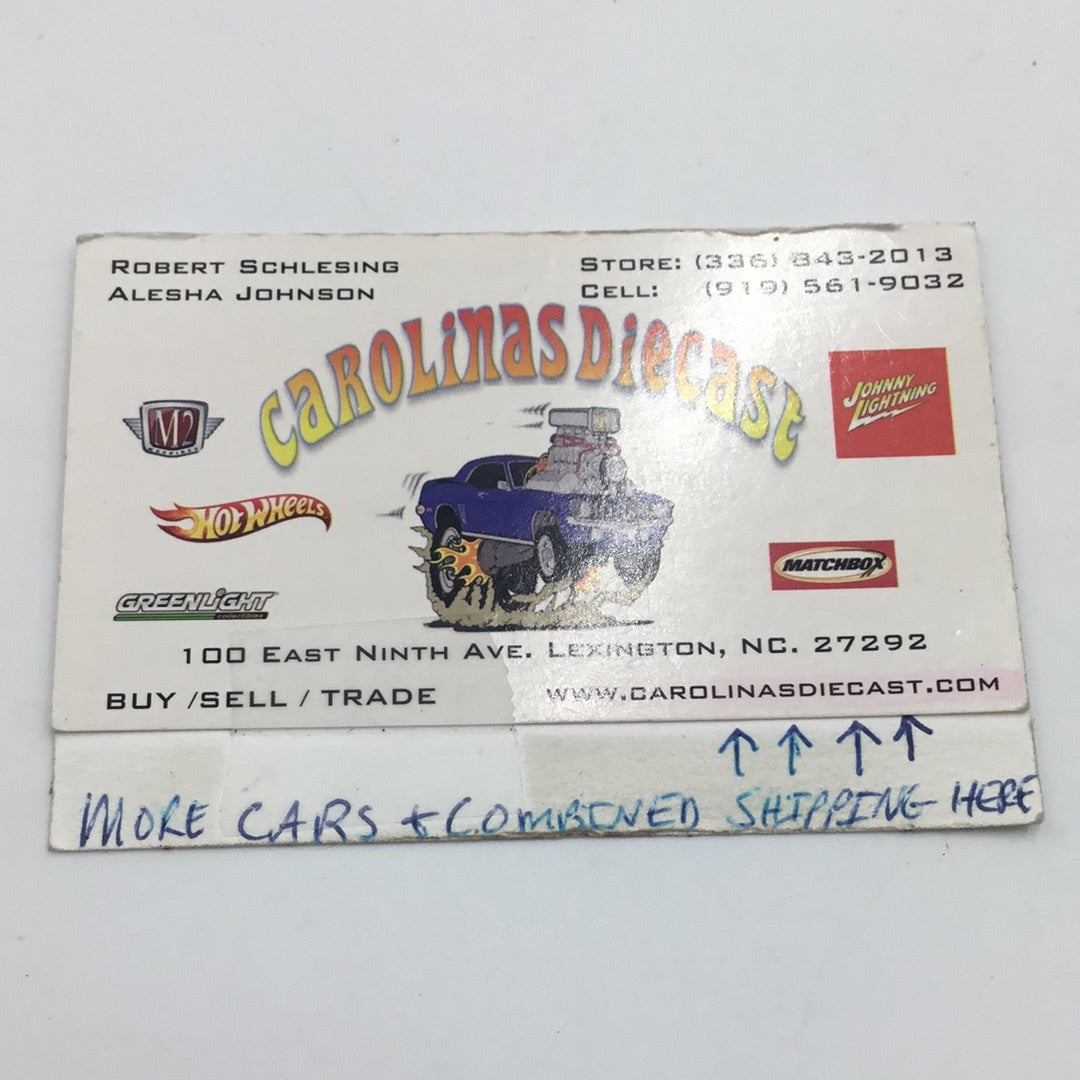 ROBERT SCHLESING
ALESHA JOHNSON
STORE: (336) 843-2013
CELL: (919) 561-9032
CAROLINAS DIECAST
M2
MACHINES
JOHNNY
LIGHTNING
HOT WHEELS
MATCHBOX
GREENLIGHT
collectibles
100 EAST NINTH AVE. LEXINGTON, NC. 27292
BUY /SELL / TRADE
WWW.CAROLINASDIECAST.COM
MORE CARS + COMBINED SHIPPING HERE